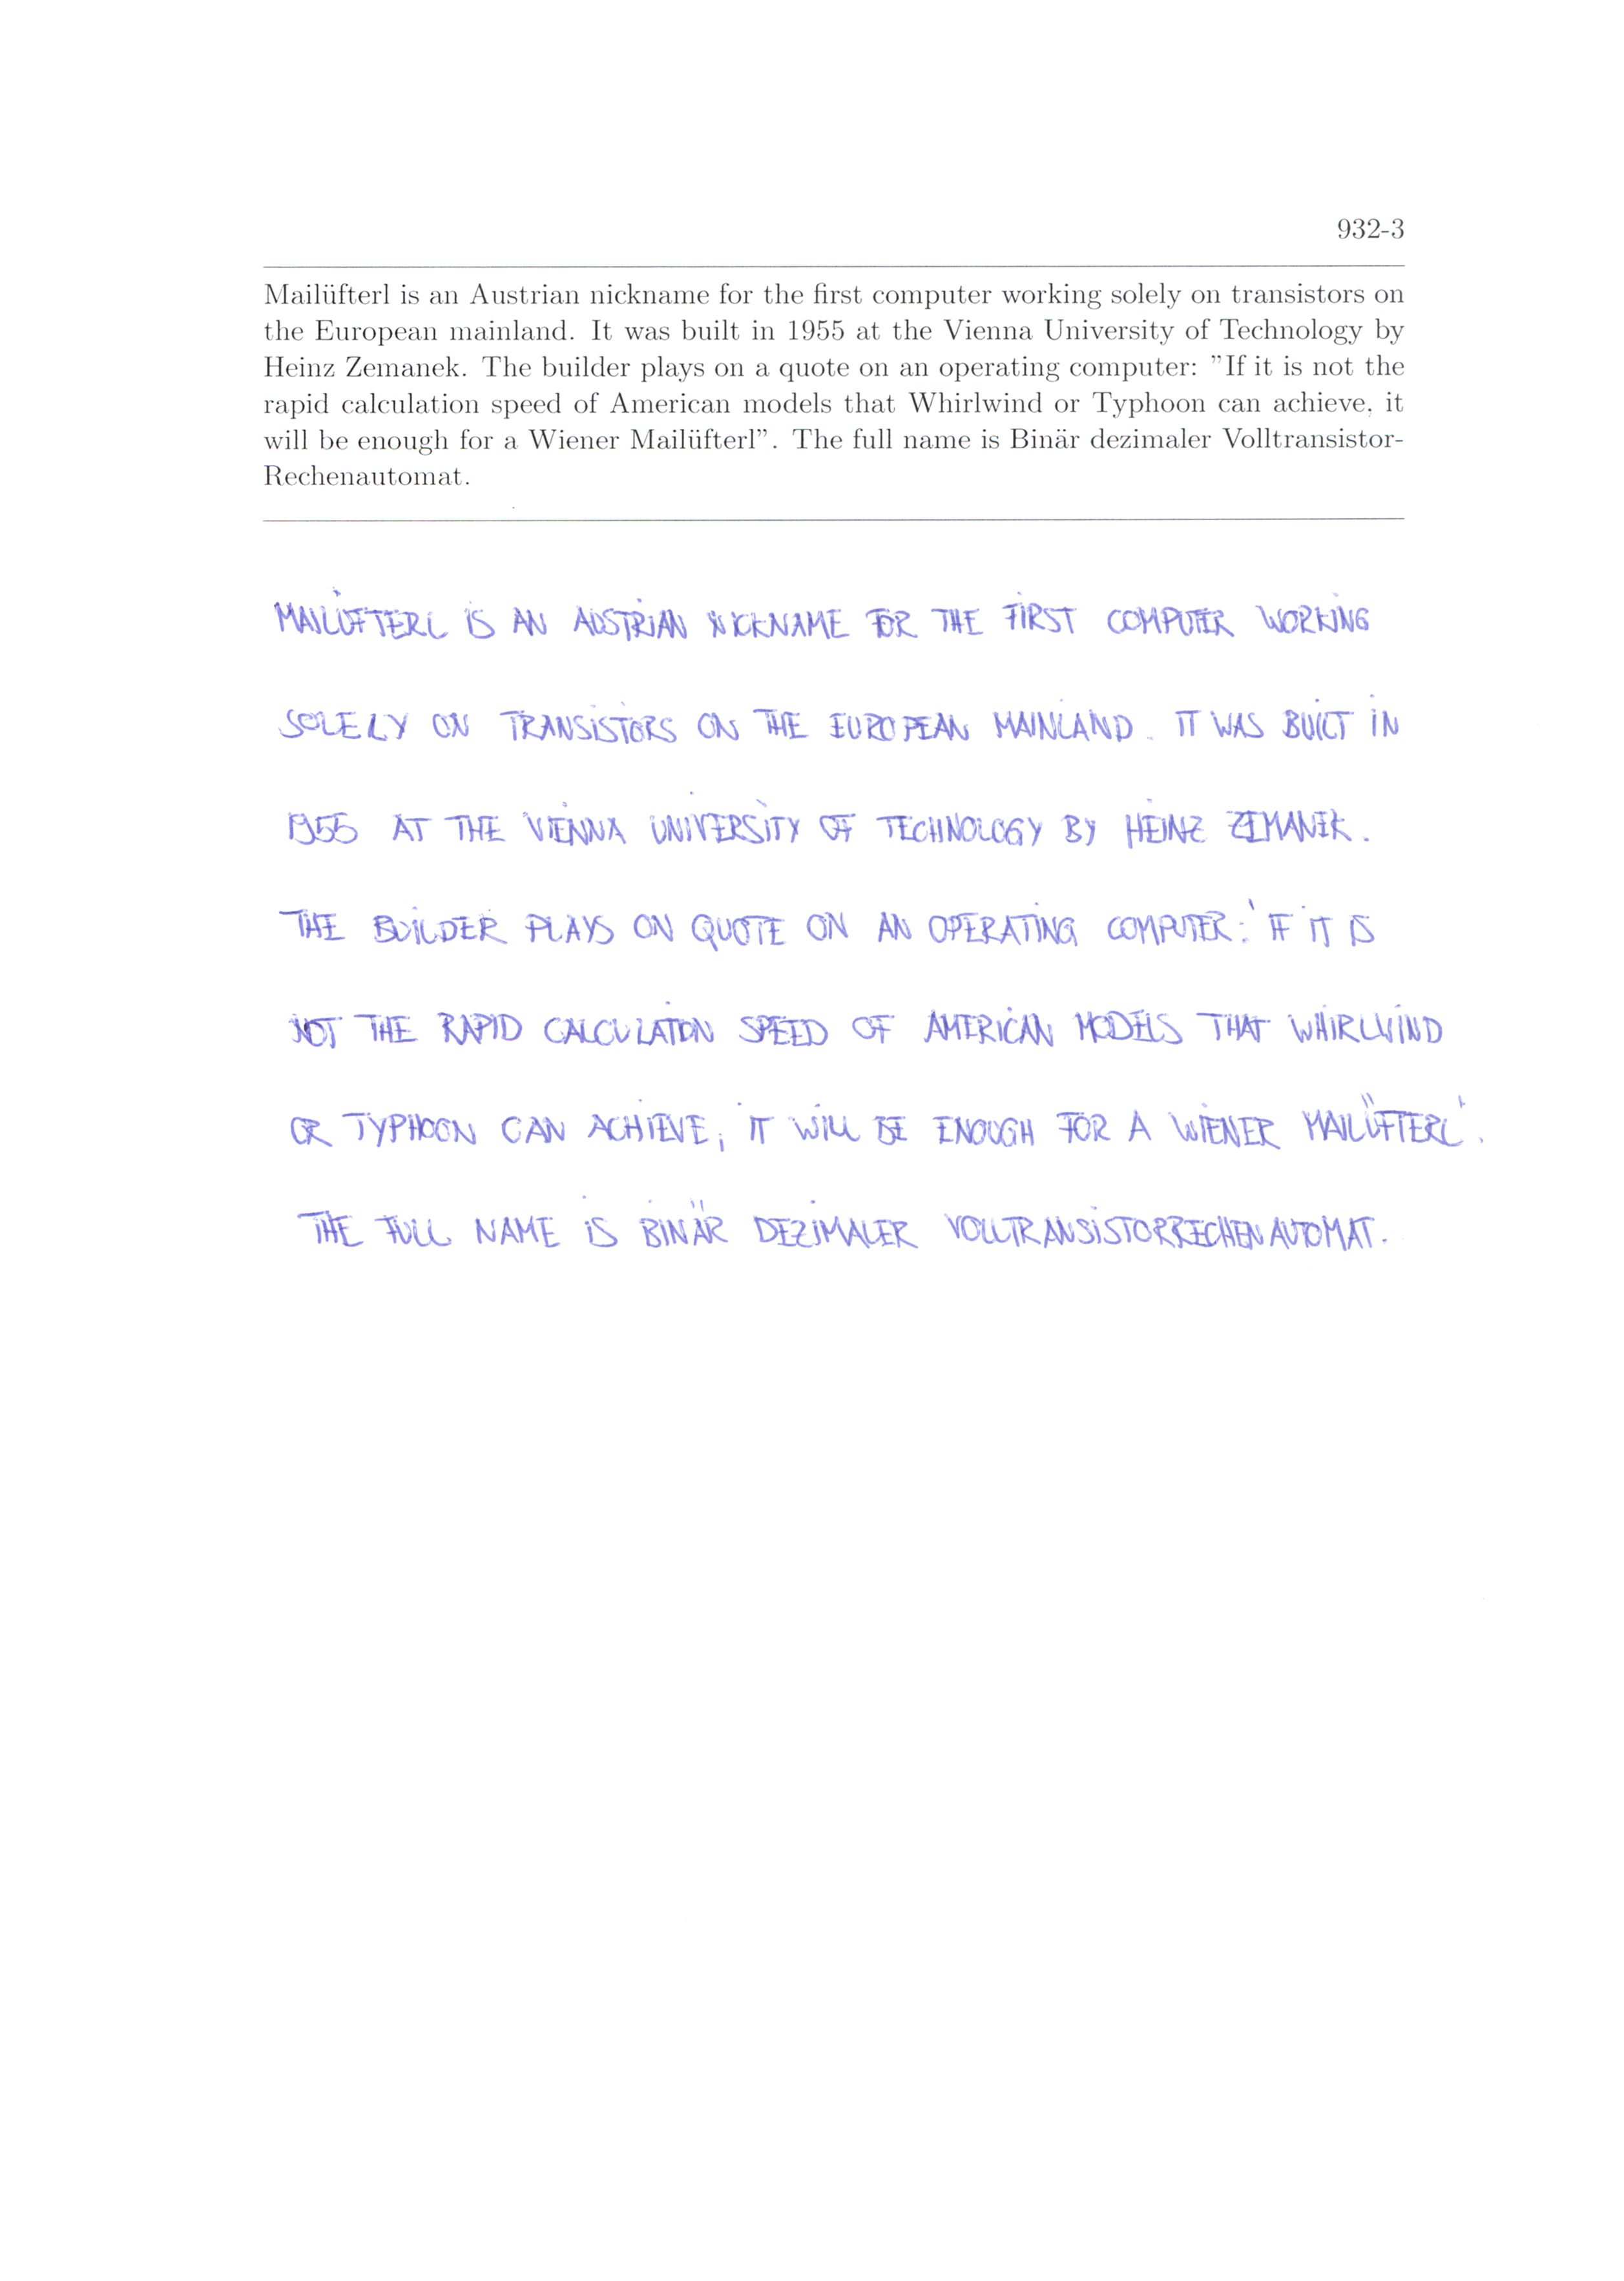 932-3
Mailüfterl is an Austrian nickname for the first computer working solely on transistors on
the European mainland. It was built in 1955 at the Vienna University of Technology by
Heinz Zemanek. The builder plays on a quote on an operating computer: ”If it is not the
rapid calculation speed of American models that Whirlwind or Typhoon can achieve, it
will be enough for a Wiener Mailüfterl”. The full name is Binär dezimaler Volltransistor-
Rechenautomat.
MAILÜFTERL IS AN AUSTRIAN NICKNAME FOR THE FIRST COMPUTER WORKING
SOLELY ON TRANSISTORS ON THE EUROPEAN MAINLAND. IT WAS BUILT IN
1955 AT THE VIENNA UNIVERSITY OF TECHNOLOGY BY HEINZ ZEMANEK.
THE BUILDER PLAYS ON QUOTE ON AN OPERATING COMPUTER: 'IF IT IS
NOT THE RAPID CALCULATION SPEED OF AMERICAN MODELS THAT WHIRLWIND
OR TYPHOON CAN ACHIEVE, IT WILL BE ENOUGH FOR A WIENER MAILÜFTERL'.
THE FULL NAME IS BINÄR DEZIMALER VOLLTRANSISTORRECHENAUTOMAT.